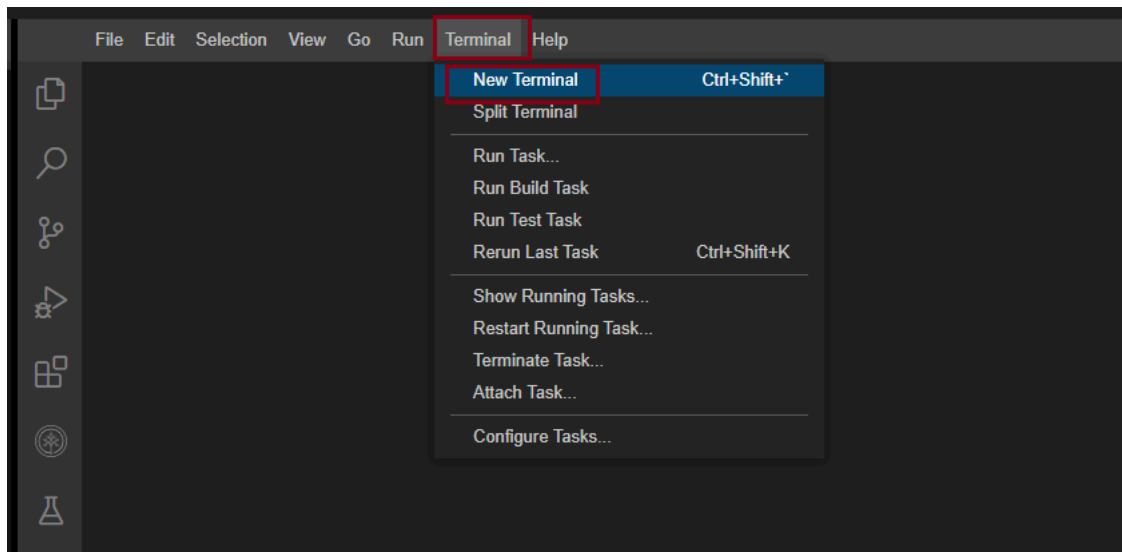 File Edit Selection View Go Run Terminal Help
New Terminal Ctrl+Shift+`
Split Terminal
Run Task...
Run Build Task
Run Test Task
Rerun Last Task Ctrl+Shift+K
Show Running Tasks...
Restart Running Task...
Terminate Task...
Attach Task...
Configure Tasks...